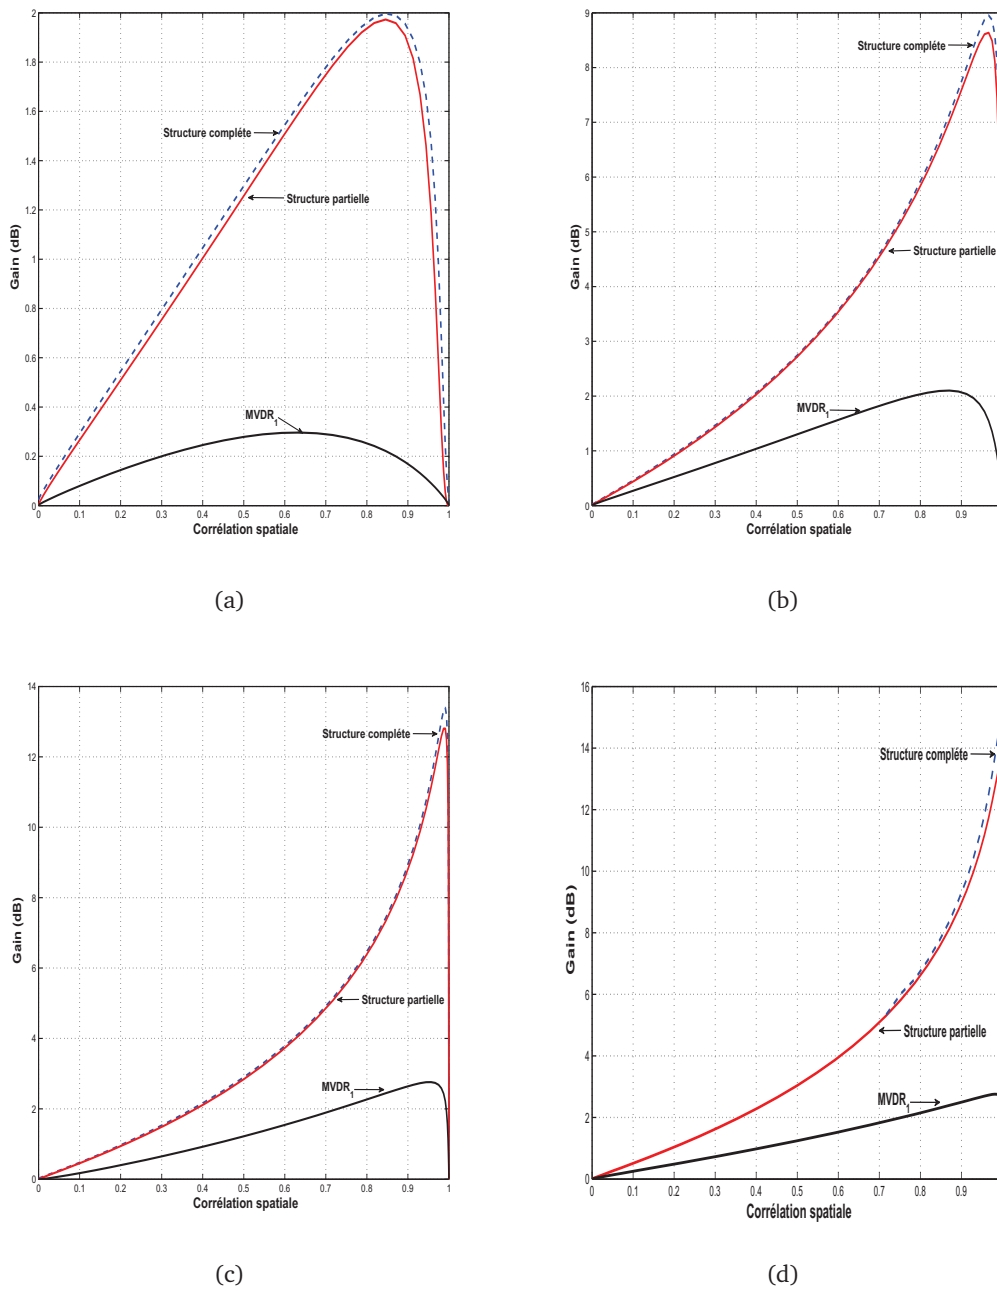 2
1.8
1.6
1.4
1.2
1
0.8
0.6
0.4
0.2
0
Gain (dB)
Structure compléte
Structure partielle
MVDR1
0 0.1 0.2 0.3 0.4 0.5 0.6 0.7 0.8 0.9 1
Corrélation spatiale
(a)
9
8
7
6
5
4
3
2
1
0
Gain (dB)
Structure compléte
Structure partielle
MVDR1
0 0.1 0.2 0.3 0.4 0.5 0.6 0.7 0.8 0.9
Corrélation spatiale
(b)
14
12
10
8
6
4
2
0
Gain (dB)
Structure compléte
Structure partielle
MVDR1
0 0.1 0.2 0.3 0.4 0.5 0.6 0.7 0.8 0.9 1
Corrélation spatiale
(c)
16
14
12
10
8
6
4
2
0
Gain (dB)
Structure compléte
Structure partielle
MVDR1
0 0.1 0.2 0.3 0.4 0.5 0.6 0.7 0.8 0.9
Corrélation spatiale
(d)